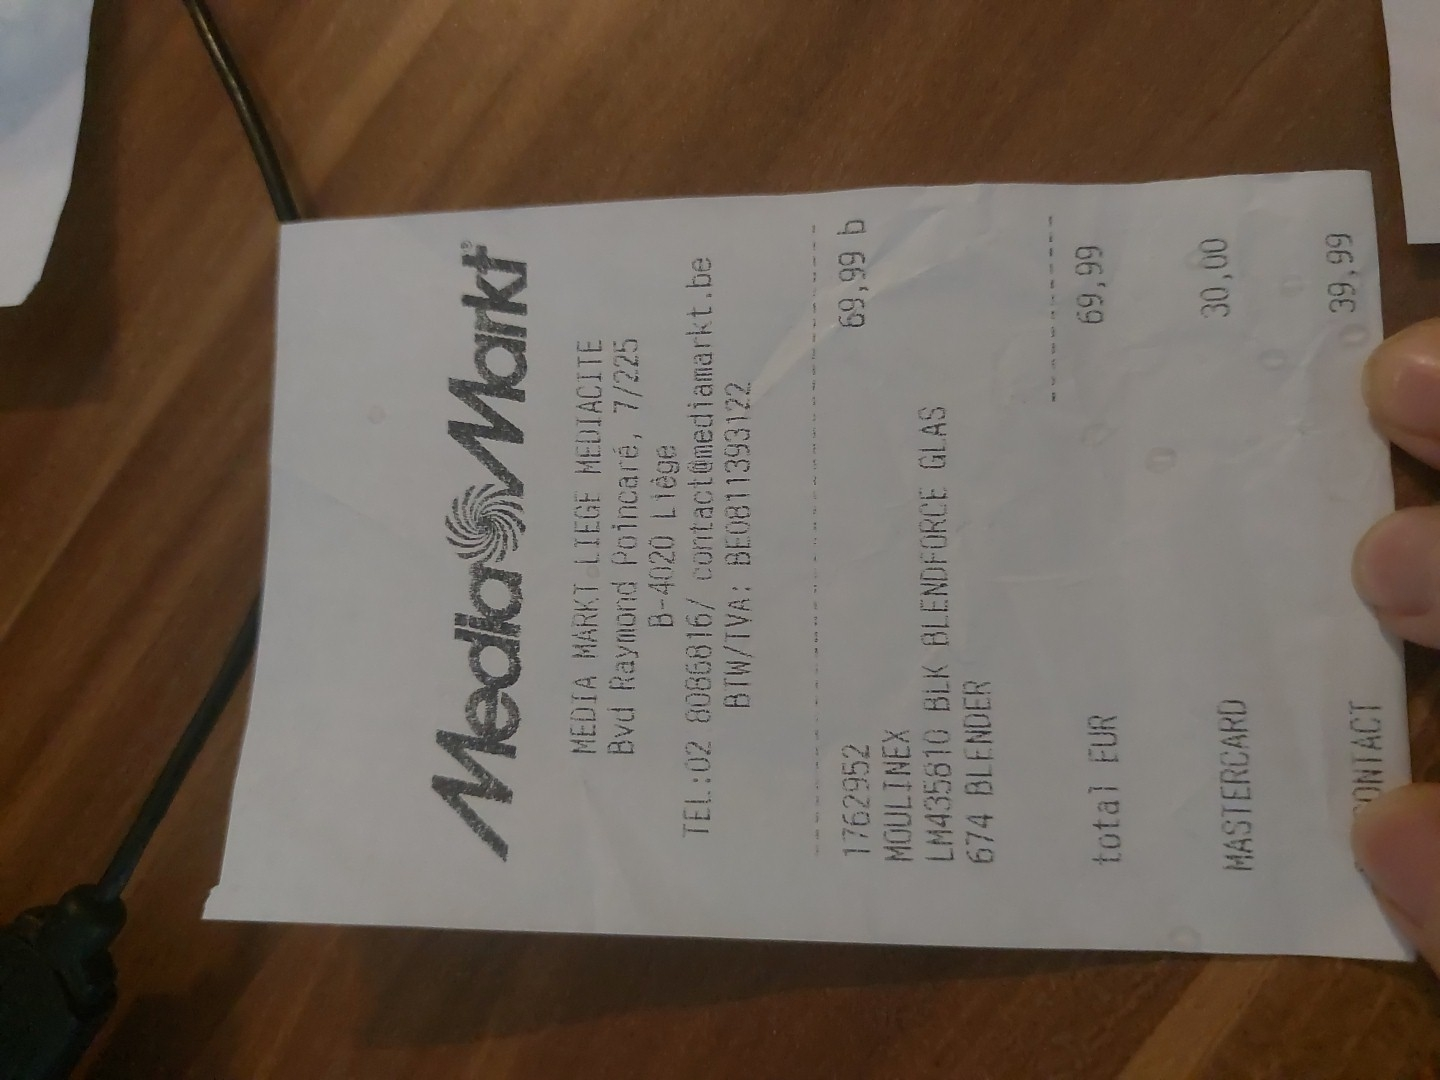 MediaMarkt®
MEDIA MARKT LIEGE MEDIACITE
Bvd Raymond Poincaré, 7/225
B-4020 Liège
TEL:02 8086816/ contact@mediamarkt.be
BTW/TVA: BE0811393122
1762952 69,99 b
MOULINEX
LM435810 BLK BLENDFORCE GLAS
674 BLENDER
total EUR 69,99
MASTERCARD 30,00
39,99